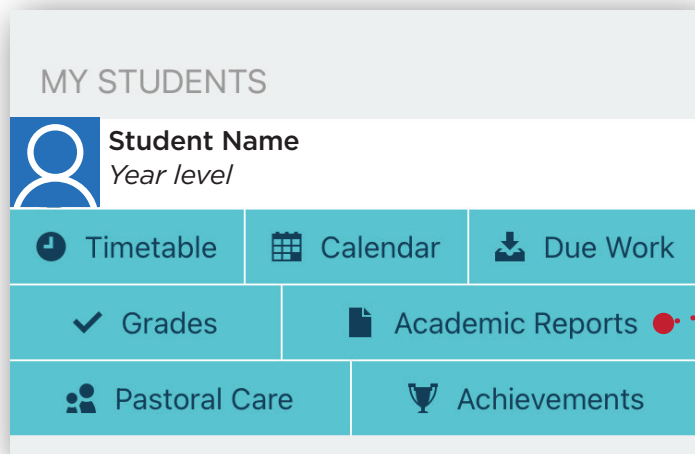 MY STUDENTS
Student Name
Year level
Timetable Calendar Due Work
Grades Academic Reports
Pastoral Care Achievements